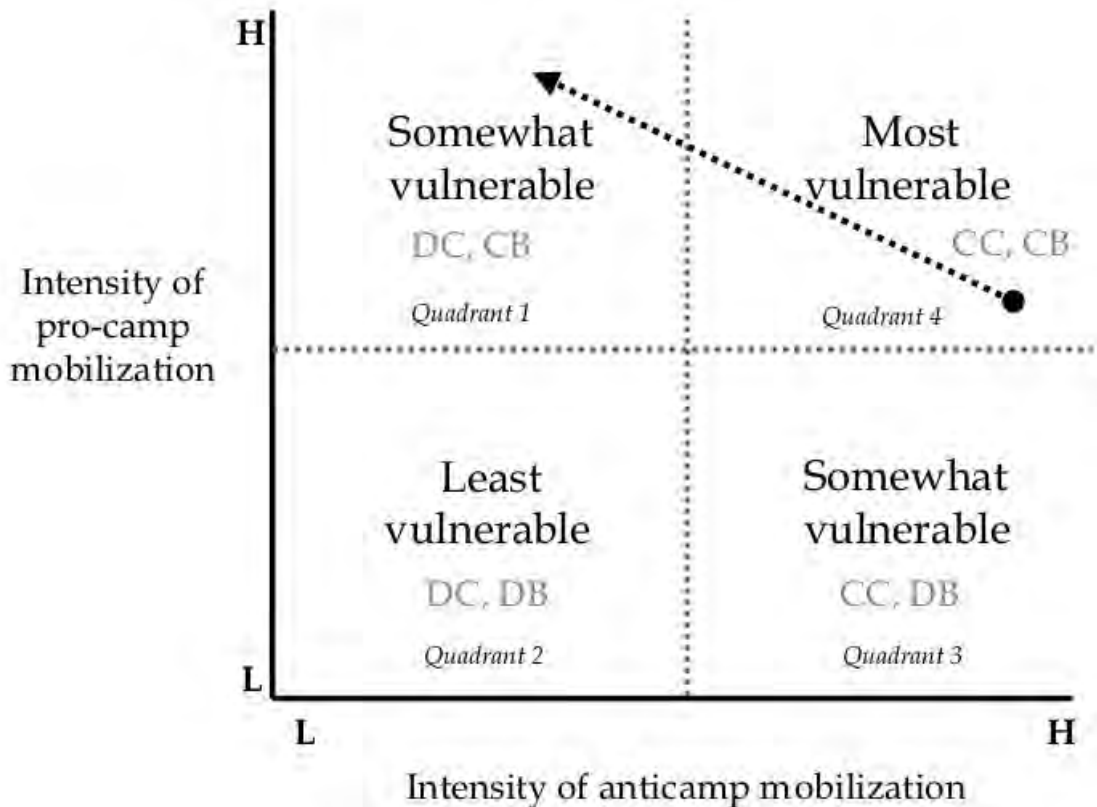 H
Somewhat
vulnerable
DC, CB
Quadrant 1
Most
vulnerable
CC, CB
Quadrant 4
Intensity of
pro-camp
mobilization
Least
vulnerable
DC, DB
Quadrant 2
Somewhat
vulnerable
CC, DB
Quadrant 3
L
L
H
Intensity of anticamp mobilization